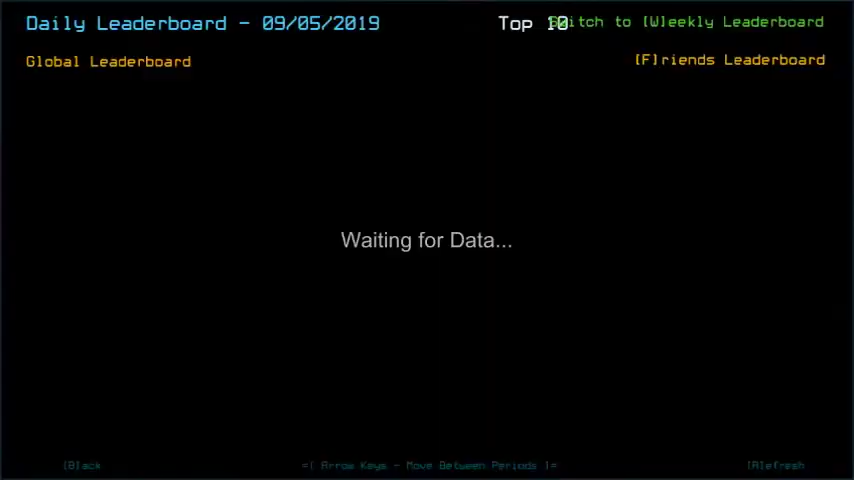 Daily Leaderboard - 09/05/2019 Top 10 Switch to [W]eekly Leaderboard
Global Leaderboard [F]riends Leaderboard
Waiting for Data...
[B]ack =[ Arrow Keys - Move Between Periods ]= [R]efresh